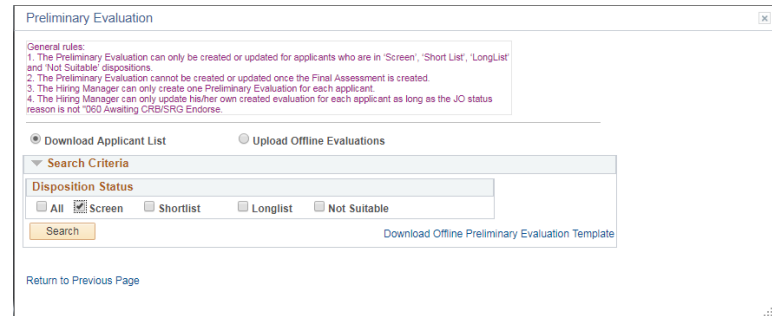 Preliminary Evaluation
General rules:
1. The Preliminary Evaluation can only be created or updated for applicants who are in 'Screen', 'Short List', 'LongList'
and 'Not Suitable' dispositions.
2. The Preliminary Evaluation cannot be created or updated once the Final Assessment is created.
3. The Hiring Manager can only create one Preliminary Evaluation for each applicant.
4. The Hiring Manager can only update his/her own created evaluation for each applicant as long as the JO status
reason is not "060 Awaiting CRB/SRG Endorse.
Download Applicant List Upload Offline Evaluations
Search Criteria
Disposition Status
All Screen Shortlist Longlist Not Suitable
Search Download Offline Preliminary Evaluation Template
Return to Previous Page